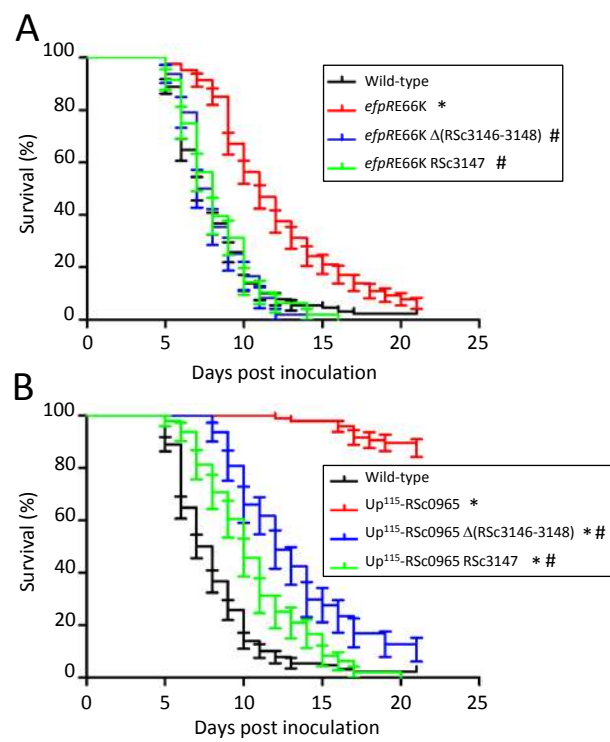 A
100
80
60
40
20
0
Survival (%)
Wild-type
efpRE66K *
efpRE66K Δ(RSc3146-3148) #
efpRE66K RSc3147 #
0 5 10 15 20 25
Days post inoculation
B
100
80
60
40
20
0
Survival (%)
Wild-type
Up¹¹⁵-RSc0965 *
Up¹¹⁵-RSc0965 Δ(RSc3146-3148) *#
Up¹¹⁵-RSc0965 RSc3147 *#
0 5 10 15 20 25
Days post inoculation